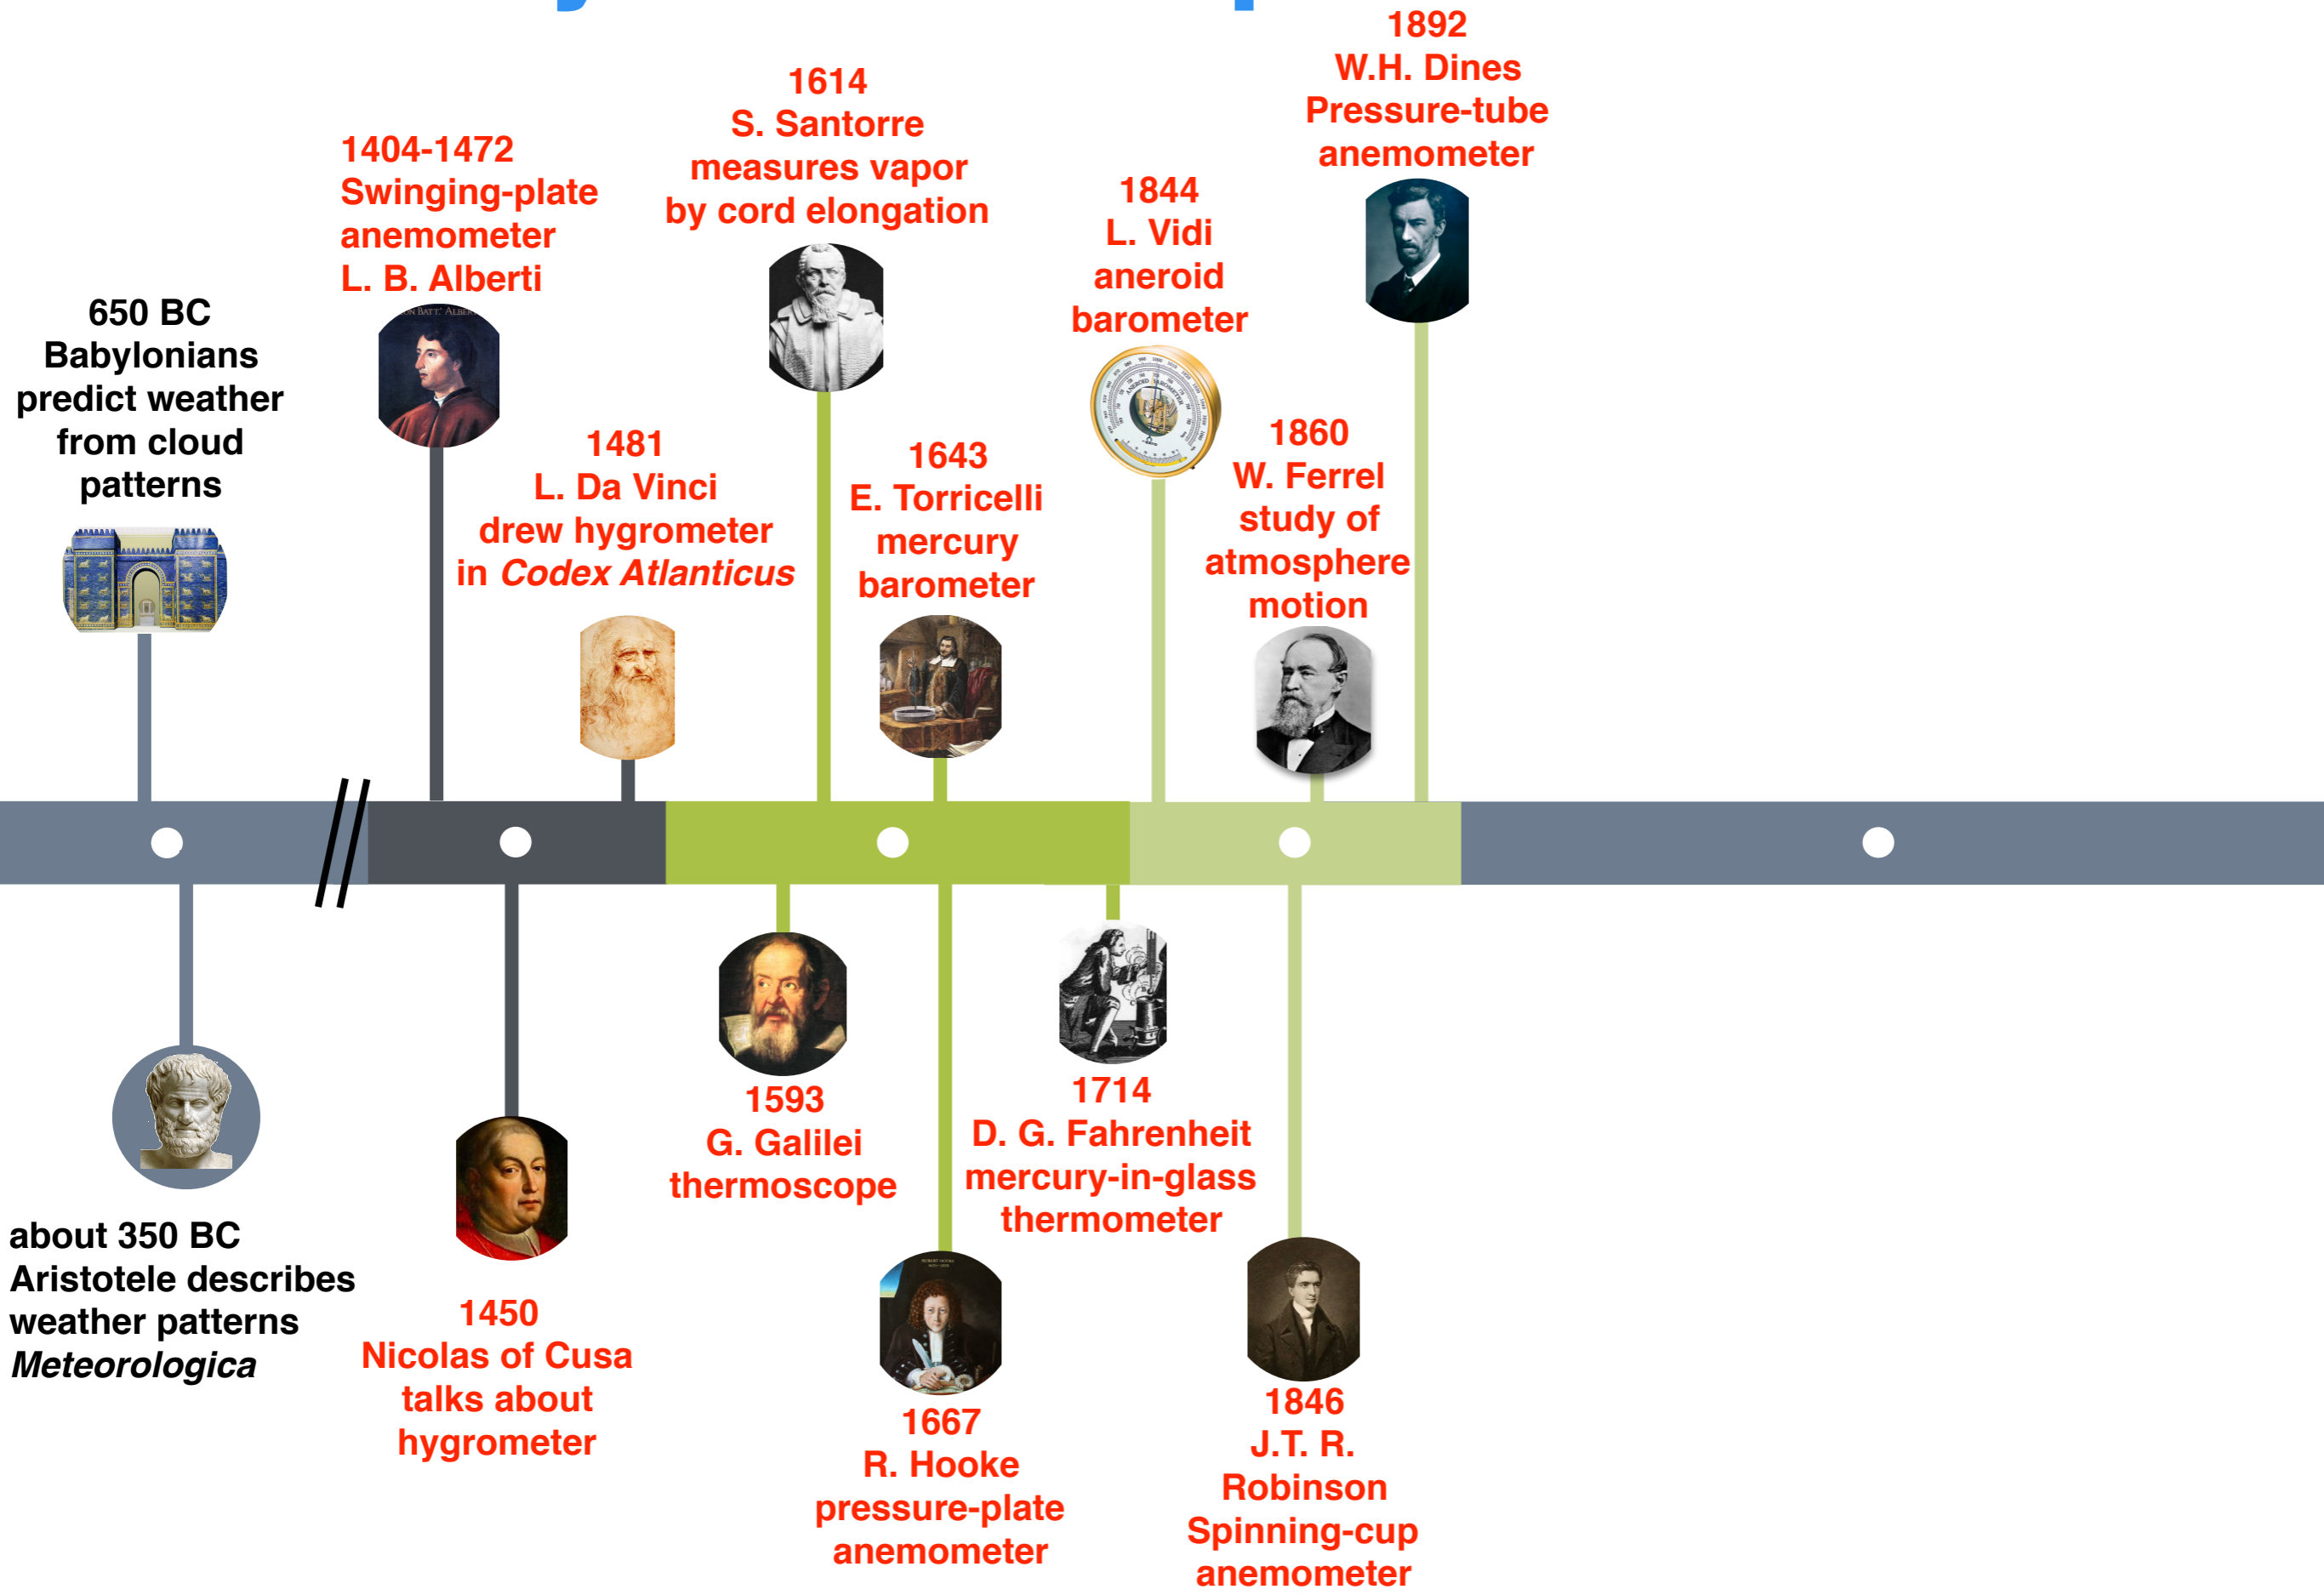 1892
W.H. Dines
Pressure-tube
anemometer
1614
S. Santorre
measures vapor
by cord elongation
1404-1472
Swinging-plate
anemometer
L. B. Alberti
1844
L. Vidi
aneroid
barometer
650 BC
Babylonians
predict weather
from cloud
patterns
1481
L. Da Vinci
drew hygrometer
in Codex Atlanticus
1643
E. Torricelli
mercury
barometer
1860
W. Ferrel
study of
atmosphere
motion
ANEROID BAROMETER
about 350 BC
Aristotele describes
weather patterns
Meteorologica
1450
Nicolas of Cusa
talks about
hygrometer
1593
G. Galilei
thermoscope
1667
R. Hooke
pressure-plate
anemometer
1714
D. G. Fahrenheit
mercury-in-glass
thermometer
1846
J.T. R.
Robinson
Spinning-cup
anemometer